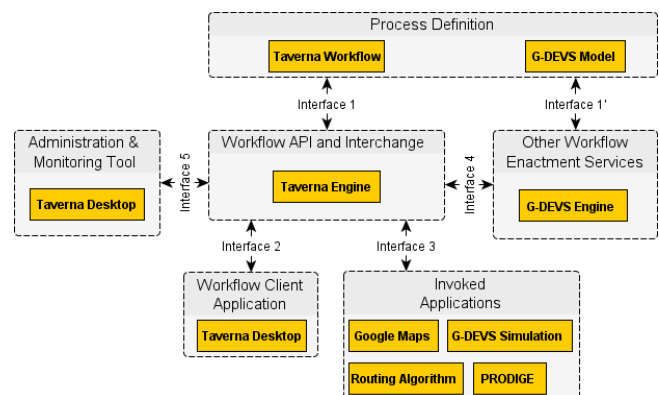 Process Definition
Taverna Workflow
G-DEVS Model
Interface 1
Interface 1'
Administration &
Monitoring Tool
Taverna Desktop
Interface 5
Workflow API and Interchange
Taverna Engine
Interface 4
Other Workflow
Enactment Services
G-DEVS Engine
Interface 2
Interface 3
Workflow Client
Application
Taverna Desktop
Invoked
Applications
Google Maps
G-DEVS Simulation
Routing Algorithm
PRODIGE